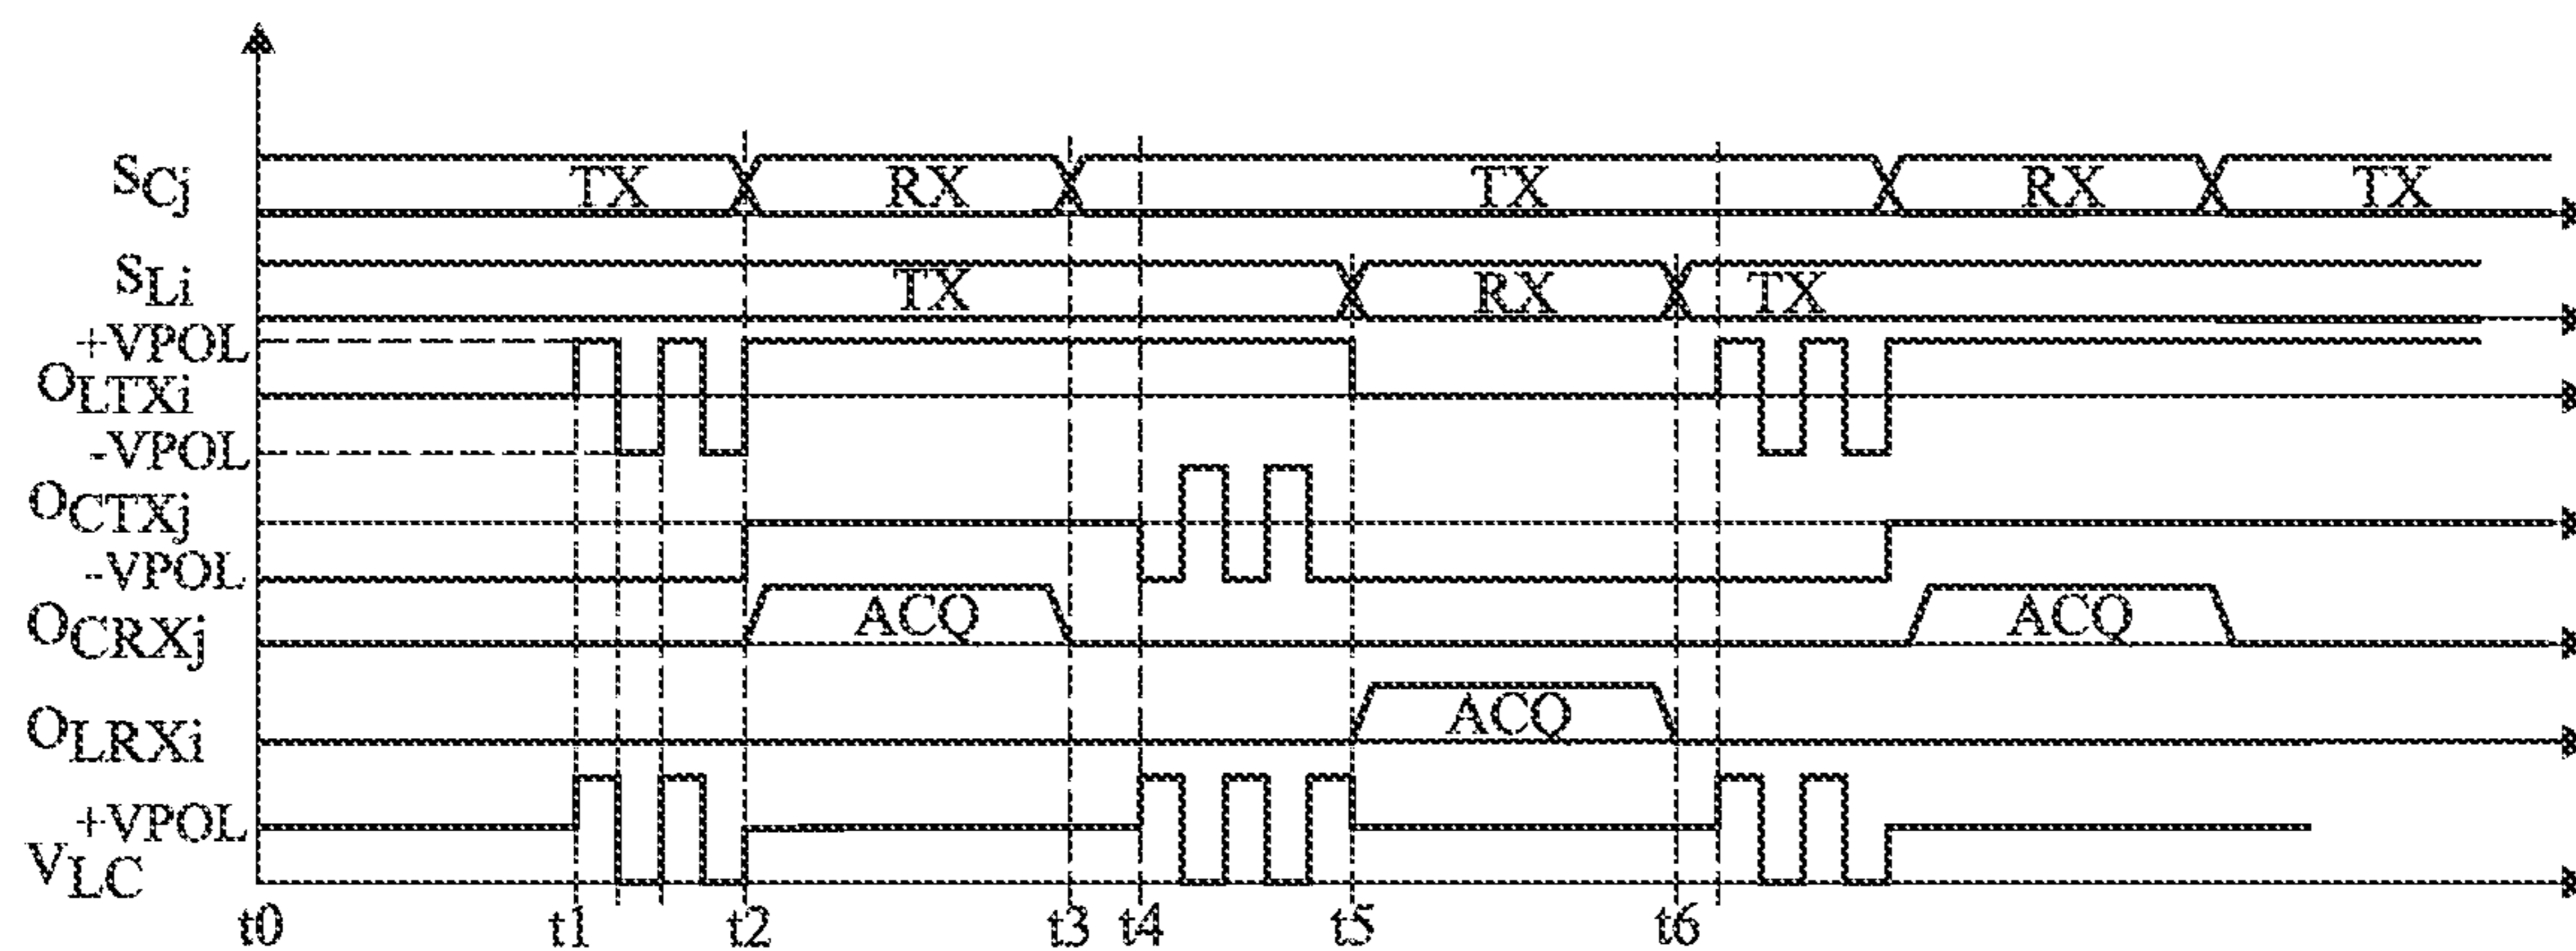 SCj TX RX TX RX TX
SLi TX RX TX
+VPOL
OLTXi
-VPOL
OCTXj
-VPOL
OCRXj ACQ ACQ
OLRXi ACQ
+VPOL
VLC
t0 t1 t2 t3 t4 t5 t6